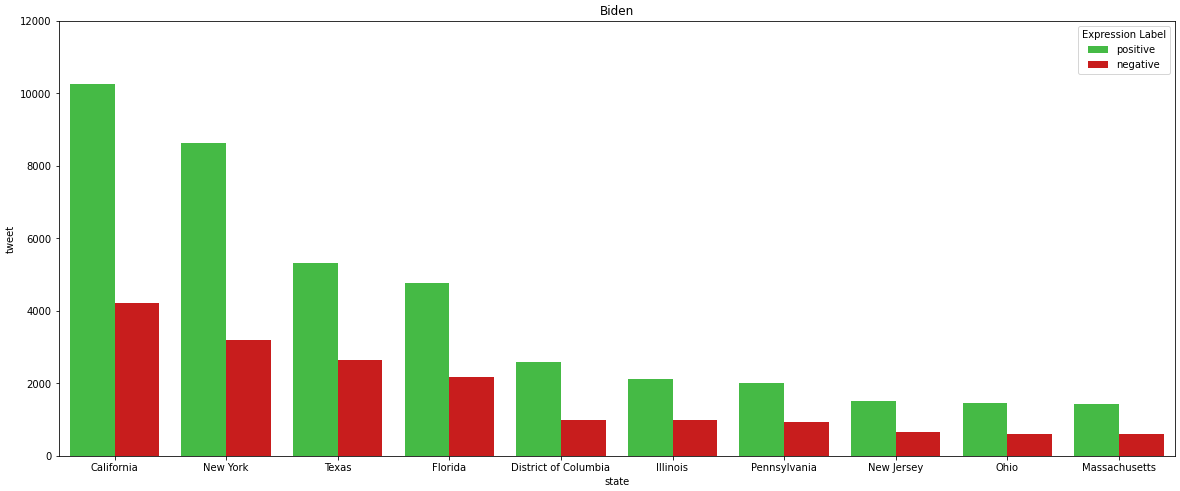 Biden
12000
10000
8000
6000
4000
2000
0
tweet
Expression Label
positive
negative
California New York Texas Florida District of Columbia Illinois Pennsylvania New Jersey Ohio Massachusetts
state